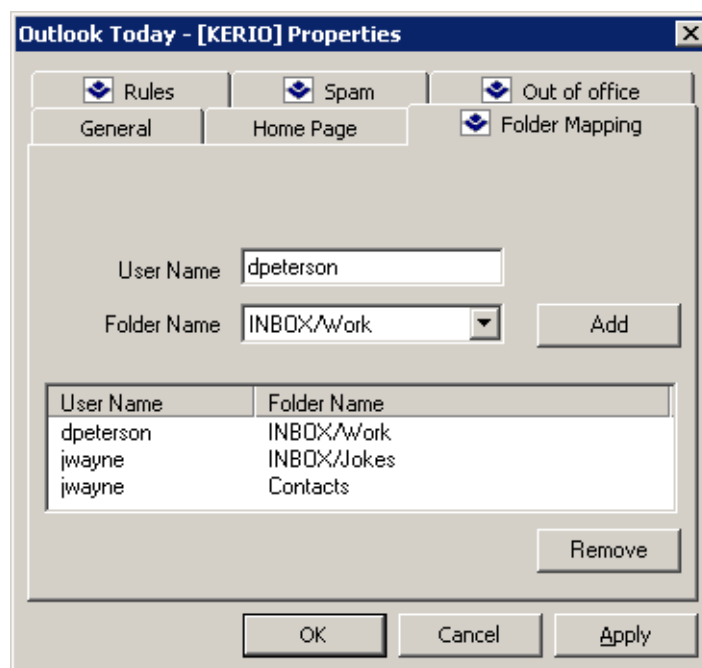 Outlook Today - [KERIO] Properties
Rules Spam Out of office
General Home Page Folder Mapping
User Name dpeterson
Folder Name INBOX/Work Add
User Name Folder Name
dpeterson INBOX/Work
jwayne INBOX/Jokes
jwayne Contacts
Remove
OK Cancel Apply